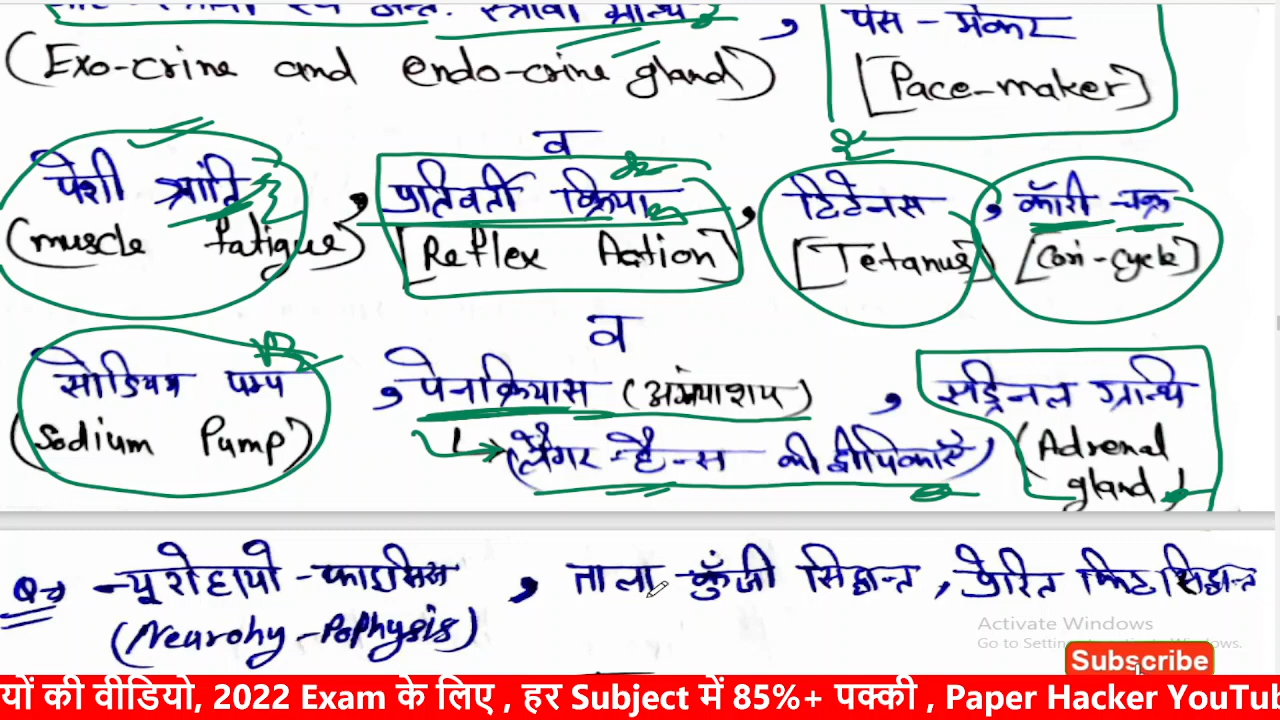 स्त्रावी ग्रन्थि , पेस - मेकर
(Exo-crine and endo-crine gland) [Pace-maker]
व
पेशी श्रांति , प्रतिवर्ती क्रिया , टिटेनस , कॉरी चक्र
(muscle fatigue) [Reflex Action] [Tetanus] [Cori-cycle]
व
सोडियम पम्प , पेनक्रियास (अग्नयाशय) , एड्रिनल ग्रान्थि
(Sodium Pump) (लैंगर-हैन्स की द्वीपिकाएँ) (Adrenal
gland)
Q→ न्यूरोहायो-फाइसिस , ताला कुँजी सिद्धान्त , प्रेरित फिट सिद्धान्त
(Neurohy-Pophysis)
Activate Windows
Go to Settings to activate Windows.
Subscribe
यों की वीडियो, 2022 Exam के लिए , हर Subject में 85%+ पक्की , Paper Hacker YouTub